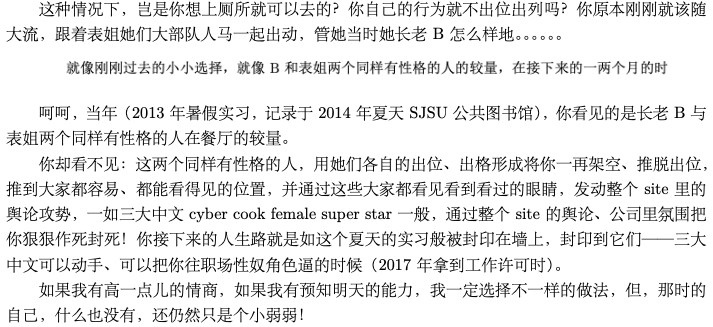 这种情况下，岂是你想上厕所就可以去的？你自己的行为就不出位出列吗？你原本刚刚就该随
大流，跟着表姐她们大部队人马一起出动，管她当时她长老 B 怎么样地。。。。。。
就像刚刚过去的小小选择，就像 B 和表姐两个同样有性格的人的较量，在接下来的一两个月的时
呵呵，当年（2013 年暑假实习，记录于 2014 年夏天 SJSU 公共图书馆），你看见的是长老 B 与
表姐两个同样有性格的人在餐厅的较量。
你却看不见：这两个同样有性格的人，用她们各自的出位、出格形成将你一再架空、推脱出位，
推到大家都容易、都能看得见的位置，并通过这些大家都看见看到看过的眼睛，发动整个 site 里的
舆论攻势，一如三大中文 cyber cook female super star 一般，通过整个 site 的舆论、公司里氛围把
你狠狠作死封死！你接下来的人生路就是如这个夏天的实习般被封印在墙上，封印到它们——三大
中文可以动手、可以把你往职场性奴角色逼的时候（2017 年拿到工作许可时）。
如果我有高一点儿的情商，如果我有预知明天的能力，我一定选择不一样的做法，但，那时的
自己，什么也没有，还仍然只是个小弱弱！